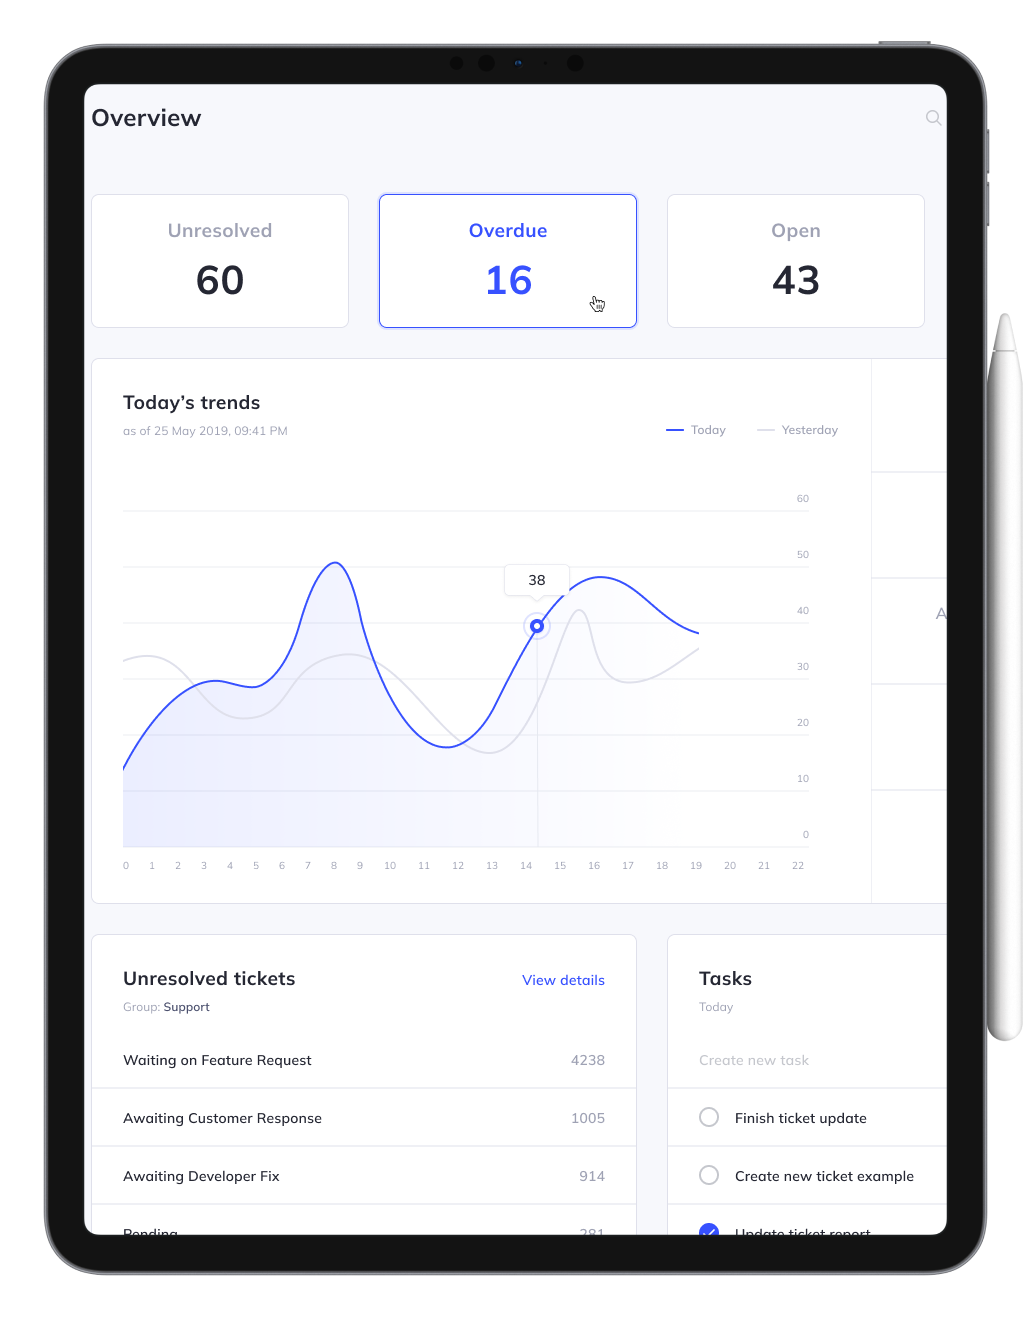 Overview
Unresolved
60
Overdue
16
Open
43
Today’s trends
as of 25 May 2019, 09:41 PM
Today
Yesterday
60
50
40
30
20
10
0
38
A
0 1 2 3 4 5 6 7 8 9 10 11 12 13 14 15 16 17 18 19 20 21 22
Unresolved tickets
View details
Group: Support
Waiting on Feature Request 4238
Awaiting Customer Response 1005
Awaiting Developer Fix 914
Pending 281
Tasks
Today
Create new task
Finish ticket update
Create new ticket example
Update ticket report